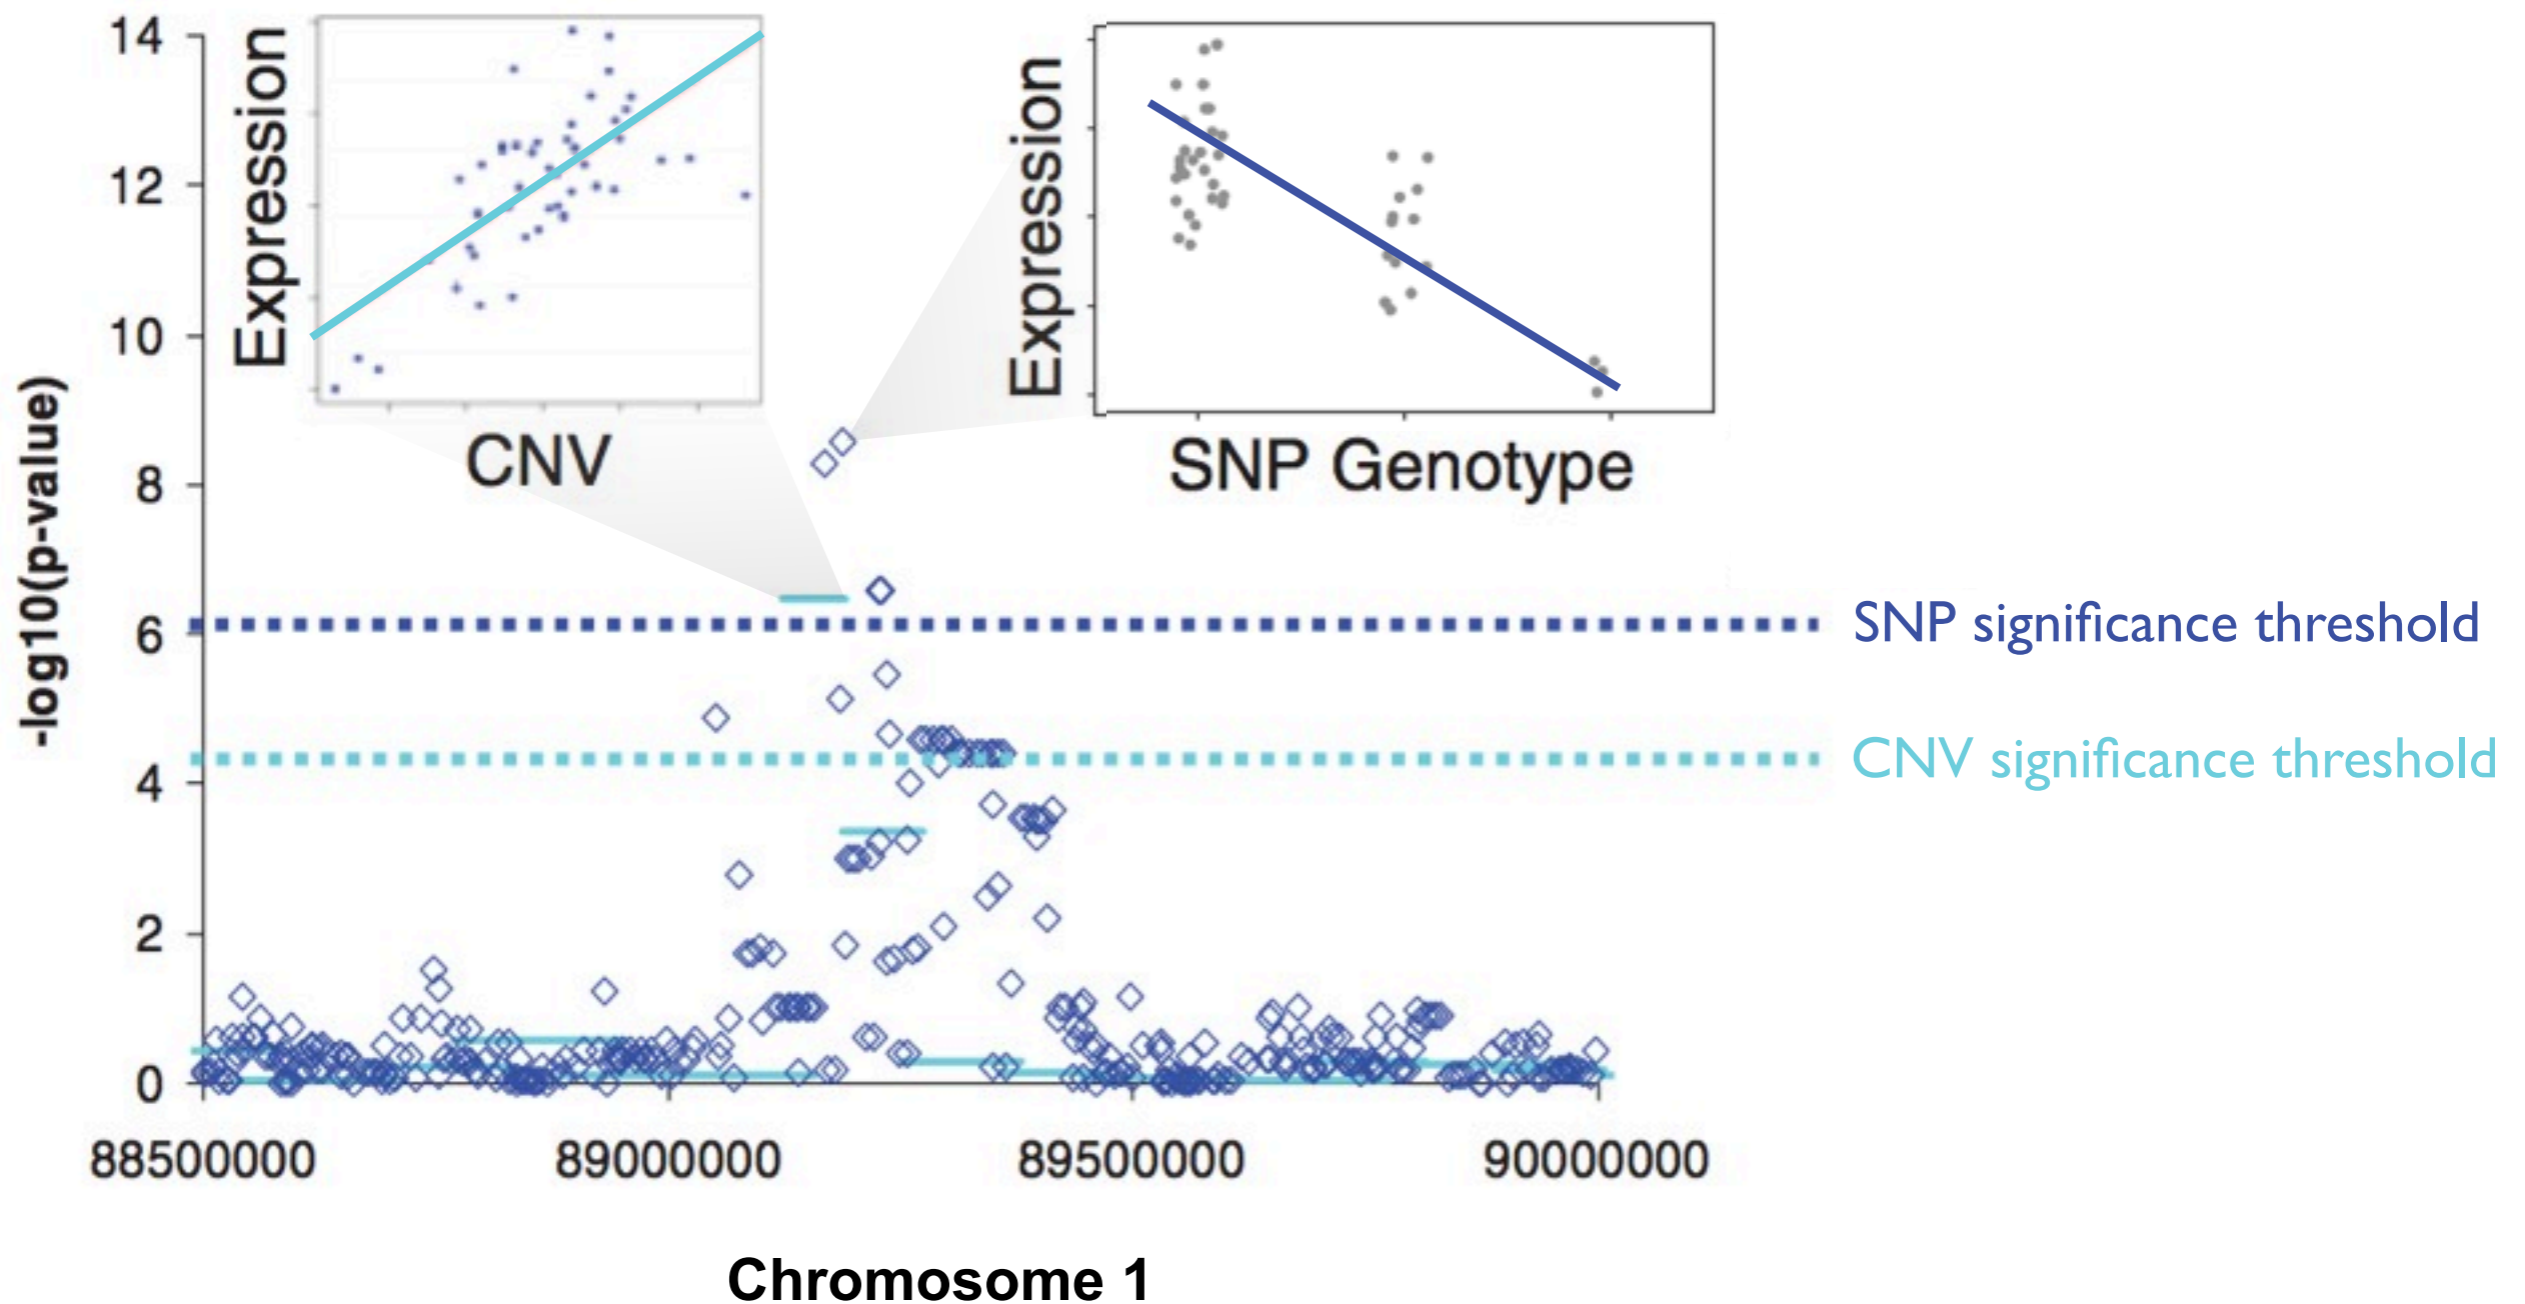 14
12
10
8
6
4
2
0
-log10(p-value)
Expression
CNV
Expression
SNP Genotype
SNP significance threshold
CNV significance threshold
88500000
89000000
89500000
90000000
Chromosome 1